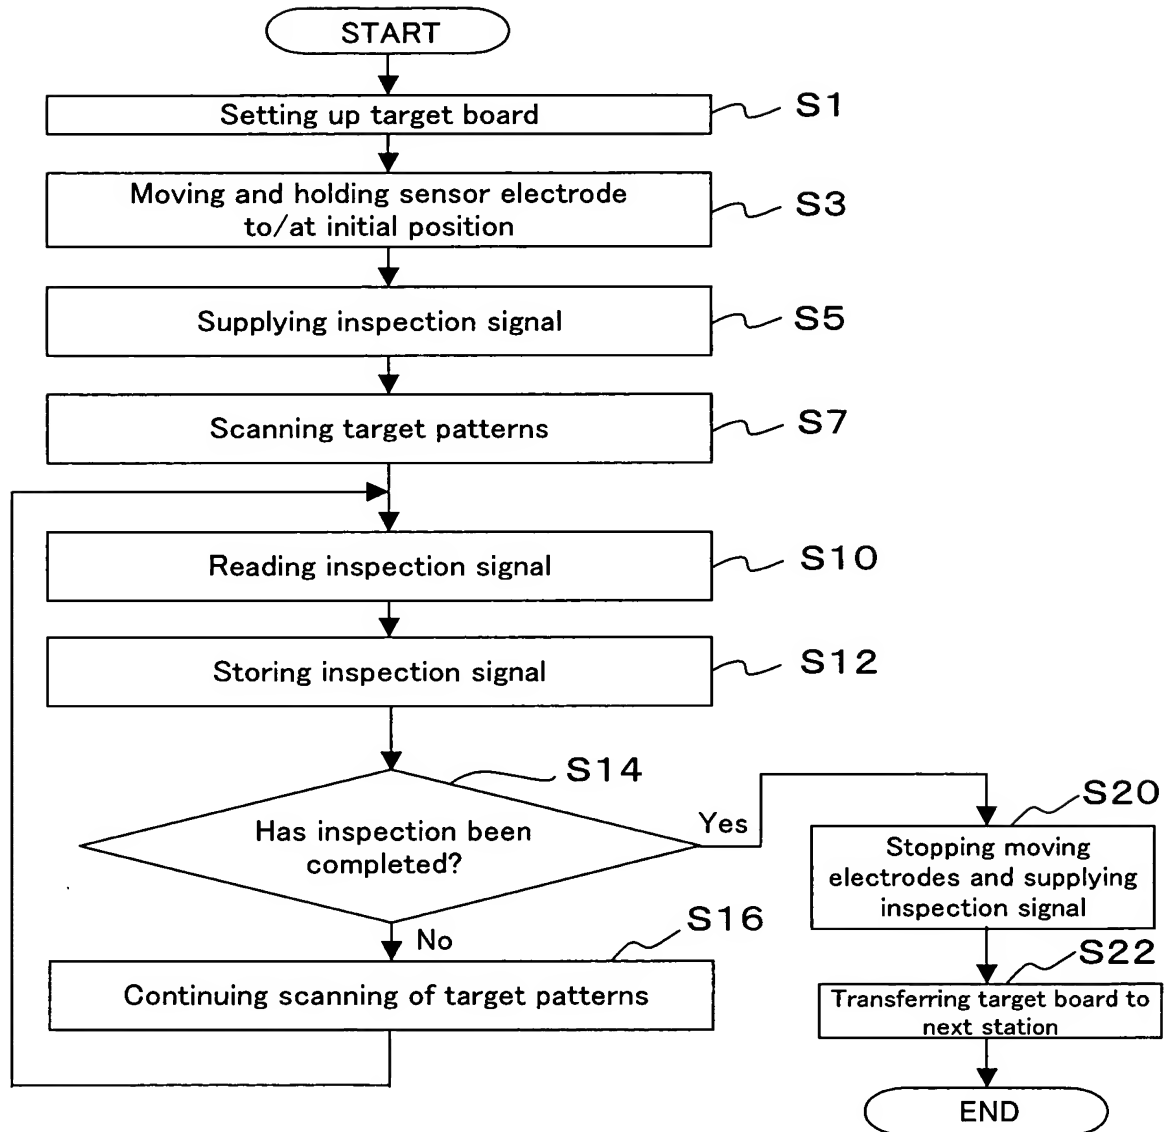 START
Setting up target board
S1
Moving and holding sensor electrode
to/at initial position
S3
Supplying inspection signal
S5
Scanning target patterns
S7
Reading inspection signal
S10
Storing inspection signal
S12
S14
Has inspection been
completed?
Yes
No
S16
Continuing scanning of target patterns
S20
Stopping moving
electrodes and supplying
inspection signal
S22
Transferring target board to
next station
END